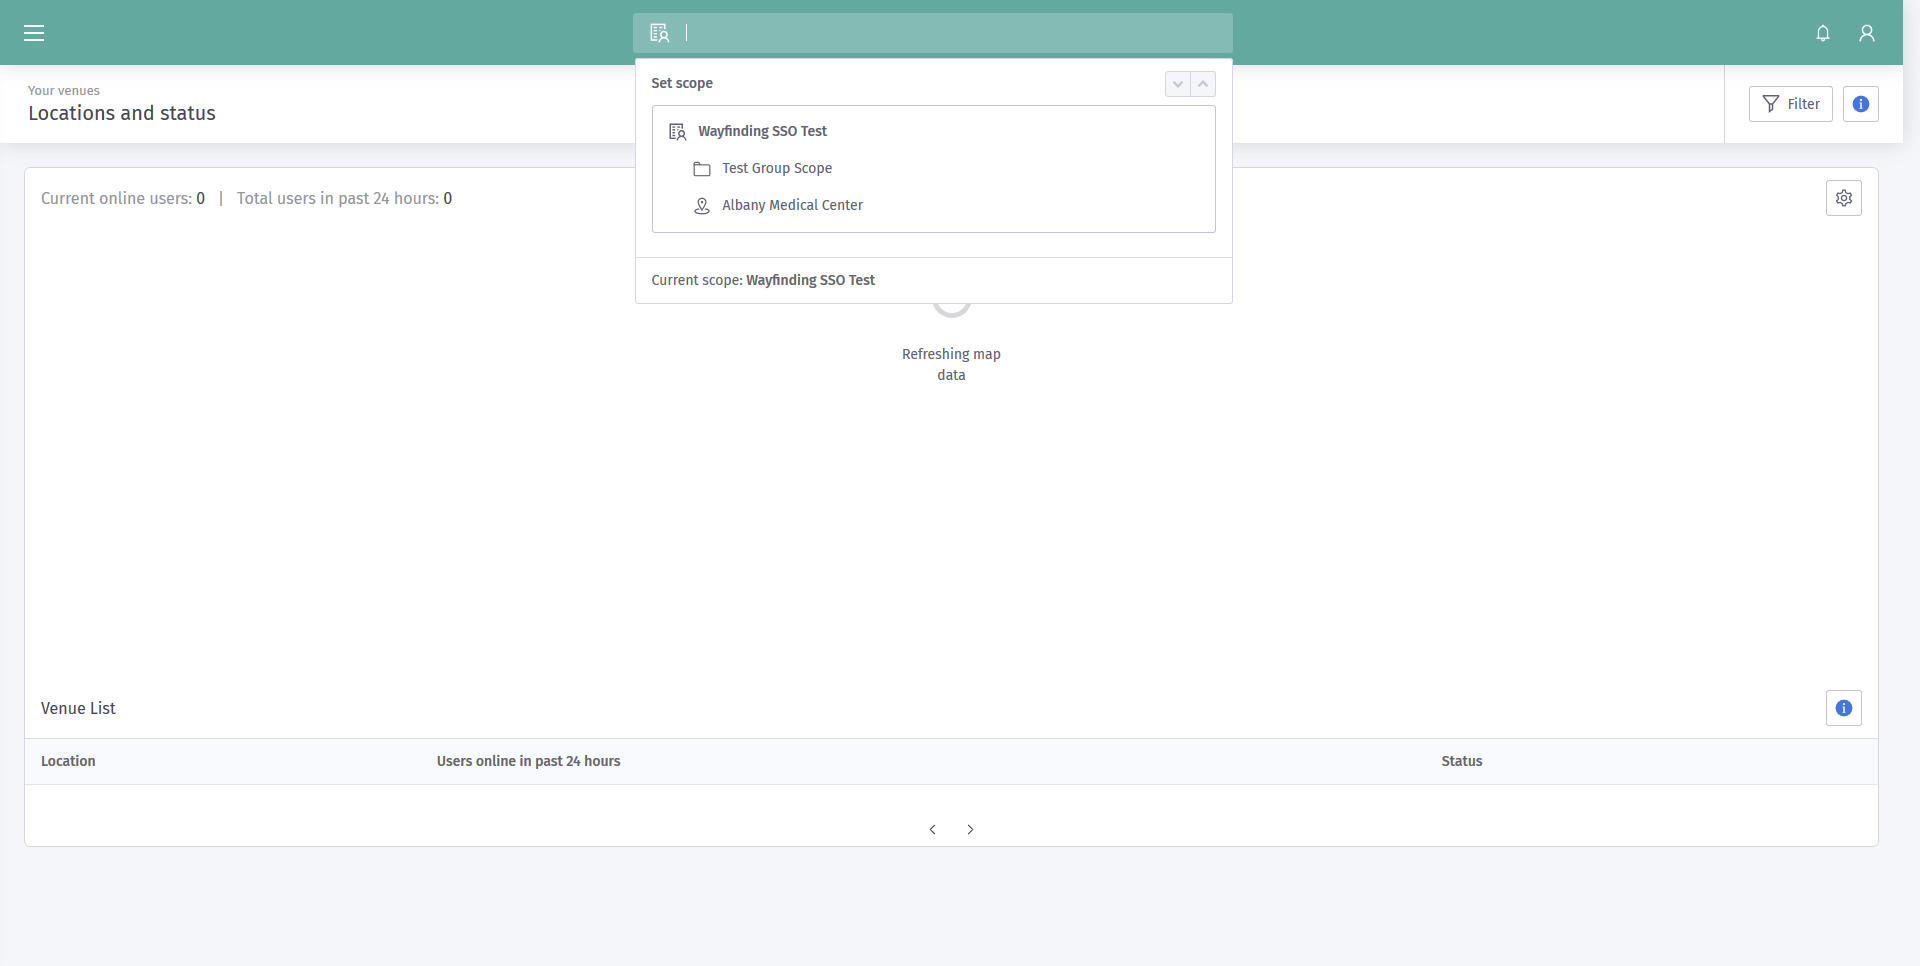 Set scope
Your venues
Locations and status
Filter
Wayfinding SSO Test
Test Group Scope
Albany Medical Center
Current online users: 0 | Total users in past 24 hours: 0
Current scope: Wayfinding SSO Test
Refreshing map
data
Venue List
Location Users online in past 24 hours Status